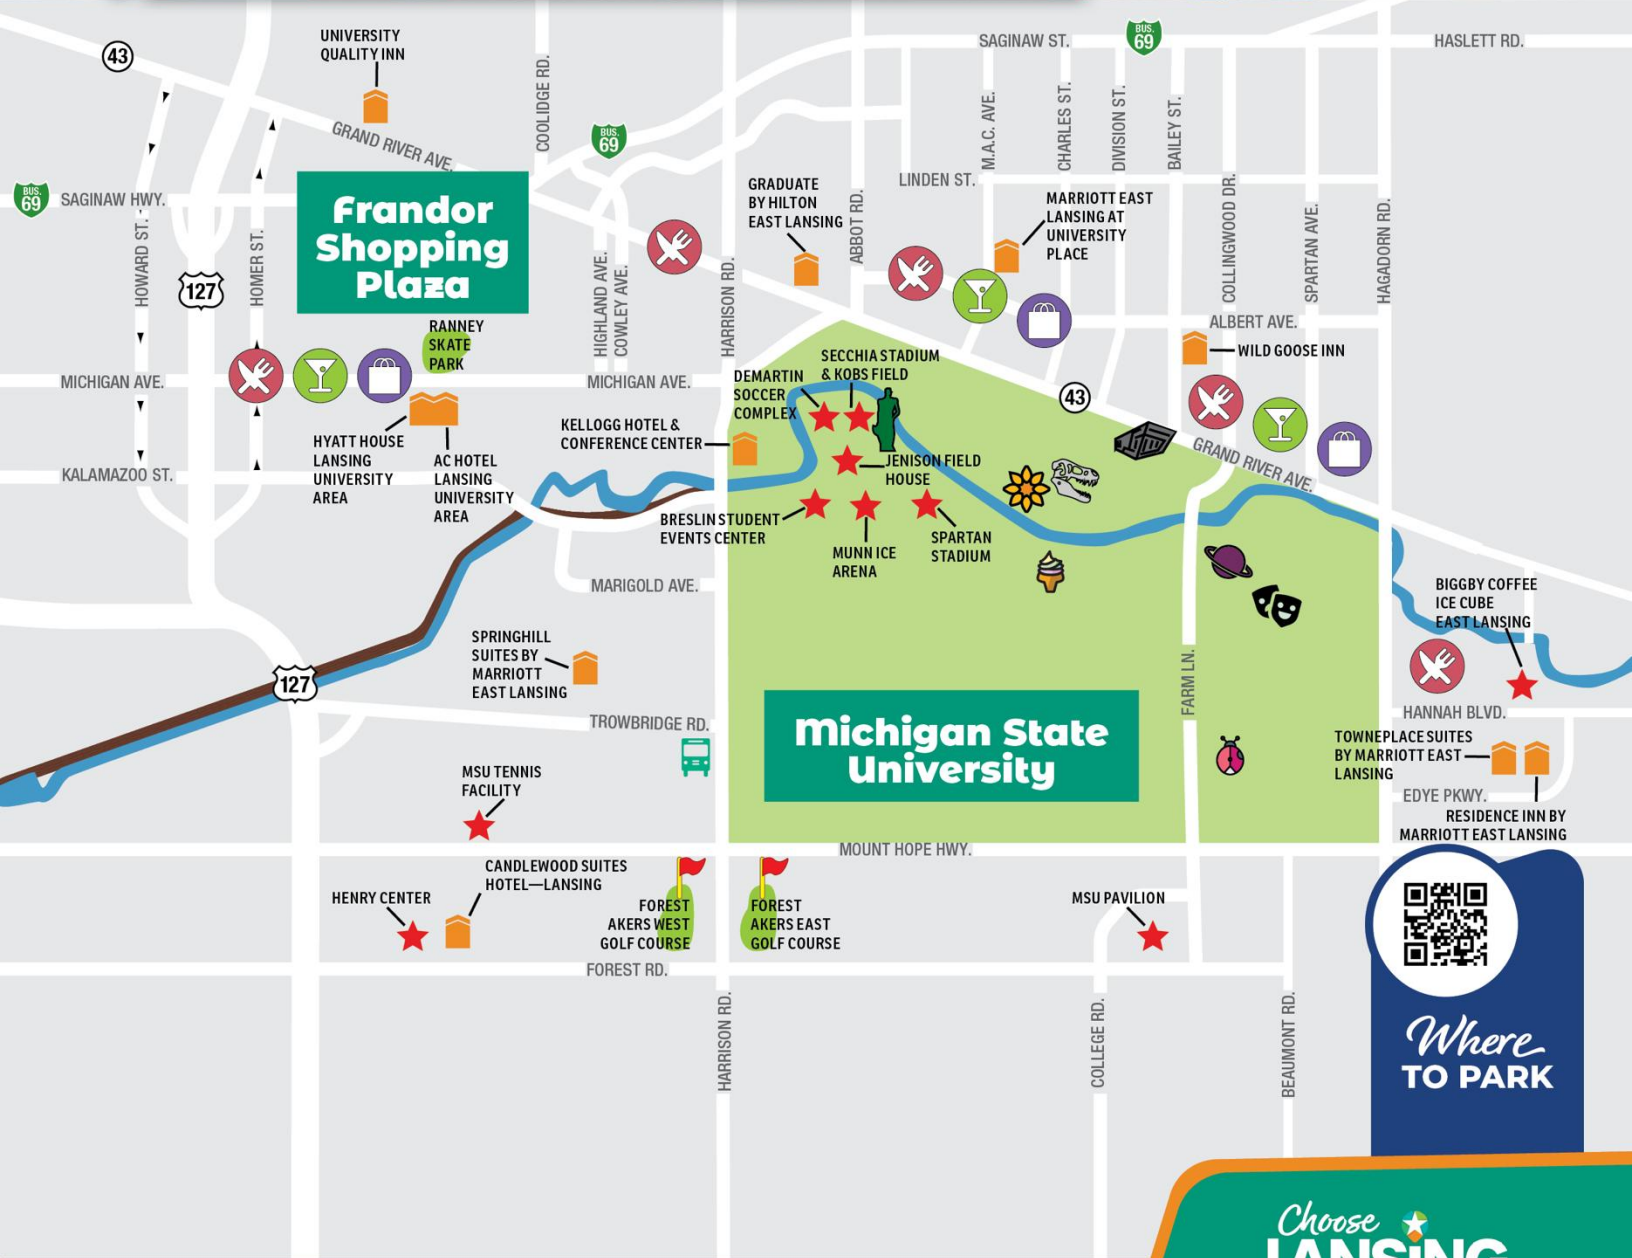 43
UNIVERSITY
QUALITY INN
GRAND RIVER AVE.
COOLIDGE RD.
BUS.
69
SAGINAW ST.
BUS.
69
HASLETT RD.
BUS.
69
SAGINAW HWY.
HOWARD ST.
127
HOMER ST.
Frandor
Shopping
Plaza
HIGHLAND AVE.
COWLEY AVE.
HARRISON RD.
GRADUATE
BY HILTON
EAST LANSING
ABBOT RD.
LINDEN ST.
M.A.C. AVE.
CHARLES ST.
DIVISION ST.
BAILEY ST.
MARRIOTT EAST
LANSING AT
UNIVERSITY
PLACE
COLLINGWOOD DR.
SPARTAN AVE.
HAGADORN RD.
ALBERT AVE.
WILD GOOSE INN
RANNEY
SKATE
PARK
MICHIGAN AVE.
MICHIGAN AVE.
KALAMAZOO ST.
HYATT HOUSE
LANSING
UNIVERSITY
AREA
AC HOTEL
LANSING
UNIVERSITY
AREA
KELLOGG HOTEL &
CONFERENCE CENTER
DEMARTIN
SOCCER
COMPLEX
SECCHIA STADIUM
& KOBS FIELD
43
GRAND RIVER AVE.
JENISON FIELD
HOUSE
BRESLIN STUDENT
EVENTS CENTER
MUNN ICE
ARENA
SPARTAN
STADIUM
MARIGOLD AVE.
127
SPRINGHILL
SUITES BY
MARRIOTT
EAST LANSING
TROWBRIDGE RD.
Michigan State
University
FARM LN.
BIGGBY COFFEE
ICE CUBE
EAST LANSING
HANNAH BLVD.
TOWNEPLACE SUITES
BY MARRIOTT EAST
LANSING
EDYE PKWY.
RESIDENCE INN BY
MARRIOTT EAST LANSING
MSU TENNIS
FACILITY
MOUNT HOPE HWY.
HENRY CENTER
CANDLEWOOD SUITES
HOTEL—LANSING
FOREST
AKERS WEST
GOLF COURSE
FOREST
AKERS EAST
GOLF COURSE
MSU PAVILION
FOREST RD.
HARRISON RD.
COLLEGE RD.
BEAUMONT RD.
Where
TO PARK
Choose
LANSING